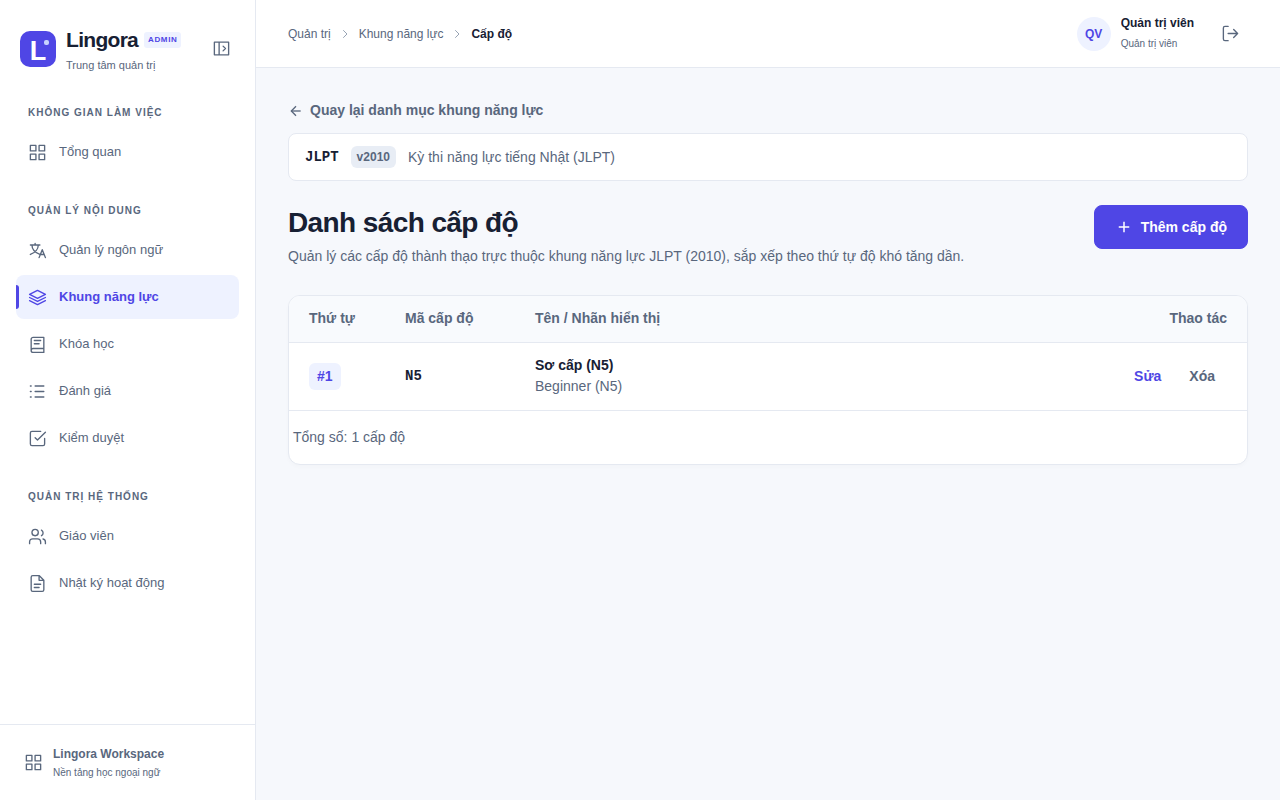 Lingora ADMIN
Trung tâm quản trị
KHÔNG GIAN LÀM VIỆC
Tổng quan
QUẢN LÝ NỘI DUNG
Quản lý ngôn ngữ
Khung năng lực
Khóa học
Đánh giá
Kiểm duyệt
QUẢN TRỊ HỆ THỐNG
Giáo viên
Nhật ký hoạt động
Lingora Workspace
Nền tảng học ngoại ngữ
Quản trị Khung năng lực Cấp độ
QV Quản trị viên
Quản trị viên
Quay lại danh mục khung năng lực
JLPT v2010 Kỳ thi năng lực tiếng Nhật (JLPT)
Danh sách cấp độ
Quản lý các cấp độ thành thạo trực thuộc khung năng lực JLPT (2010), sắp xếp theo thứ tự độ khó tăng dần.
Thêm cấp độ
Thứ tự Mã cấp độ Tên / Nhãn hiển thị Thao tác
#1 N5 Sơ cấp (N5) Sửa Xóa
Beginner (N5)
Tổng số: 1 cấp độ